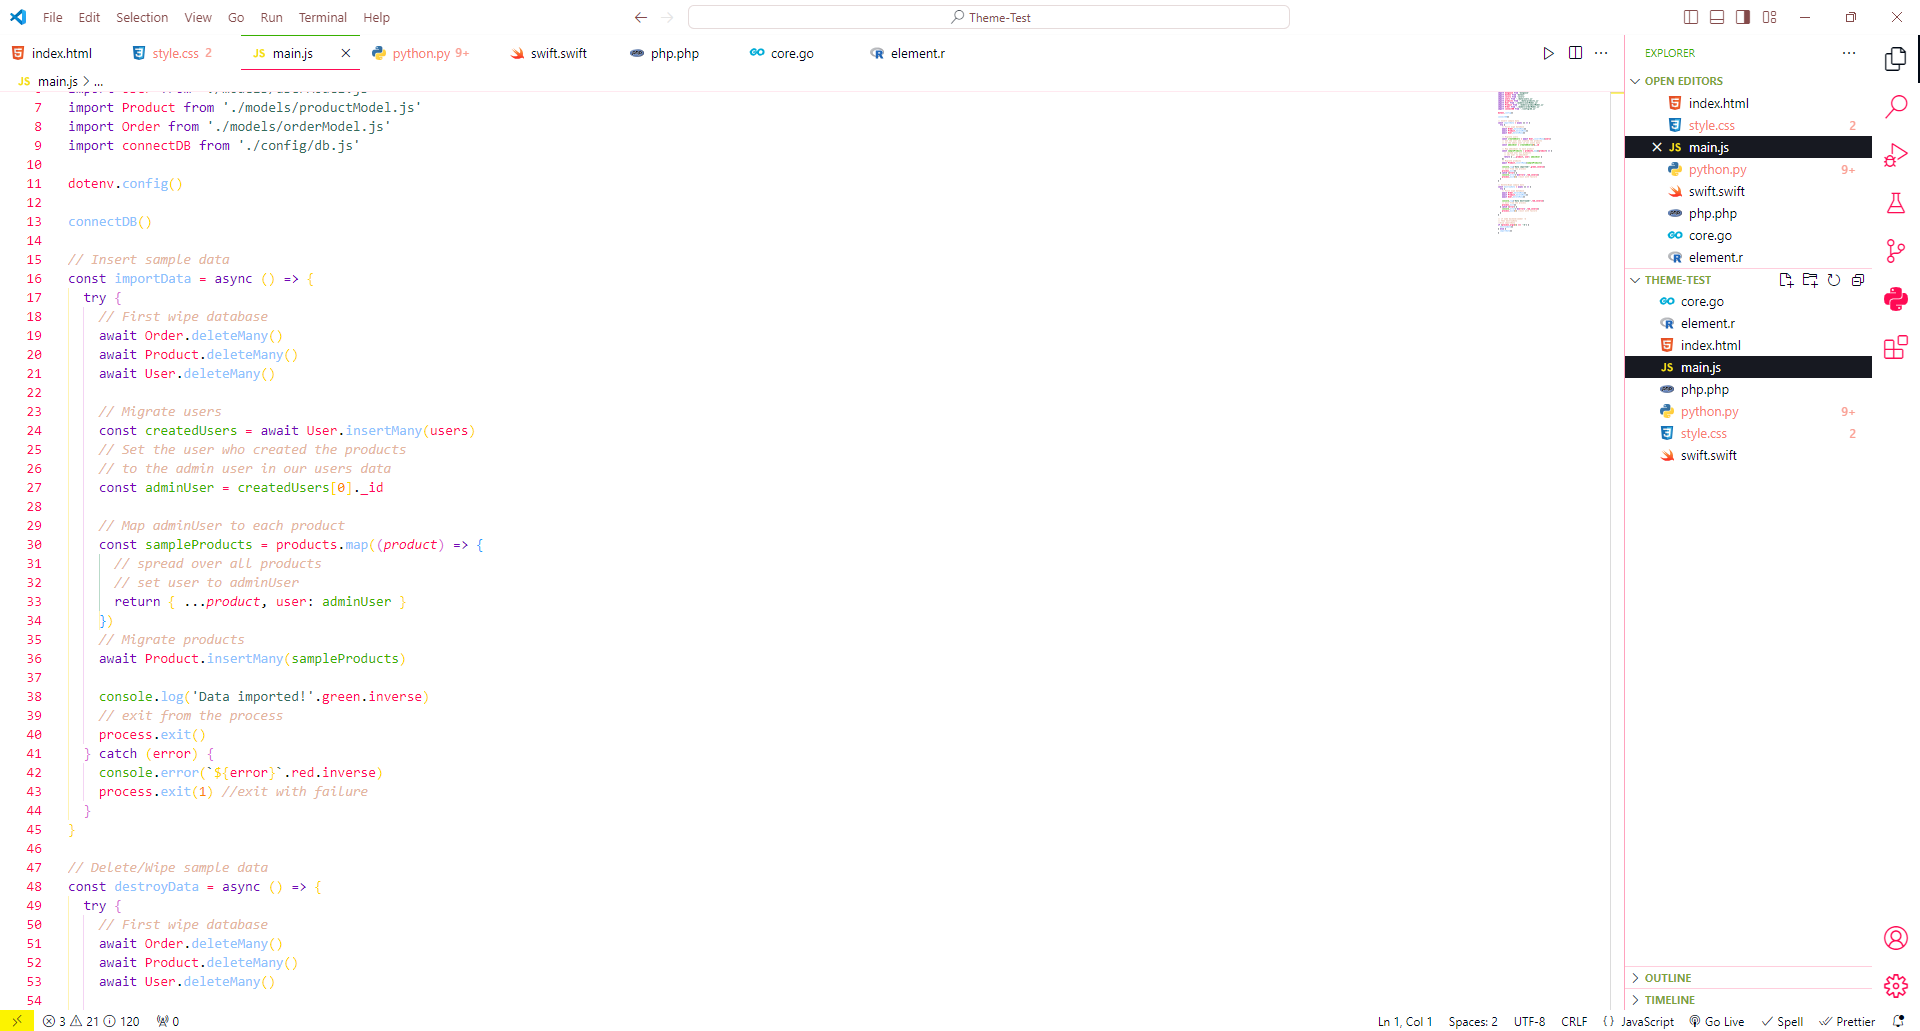 File Edit Selection View Go Run Terminal Help
Theme-Test
index.html
style.css 2
JS main.js
python.py 9+
swift.swift
php.php
core.go
element.r
JS main.js > ...
7 import Product from './models/productModel.js'
8 import Order from './models/orderModel.js'
9 import connectDB from './config/db.js'
10
11 dotenv.config()
12
13 connectDB()
14
15 // Insert sample data
16 const importData = async () => {
17 try {
18 // First wipe database
19 await Order.deleteMany()
20 await Product.deleteMany()
21 await User.deleteMany()
22
23 // Migrate users
24 const createdUsers = await User.insertMany(users)
25 // Set the user who created the products
26 // to the admin user in our users data
27 const adminUser = createdUsers[0]._id
28
29 // Map adminUser to each product
30 const sampleProducts = products.map((product) => {
31 // spread over all products
32 // set user to adminUser
33 return { ...product, user: adminUser }
34 })
35 // Migrate products
36 await Product.insertMany(sampleProducts)
37
38 console.log('Data imported!'.green.inverse)
39 // exit from the process
40 process.exit()
41 } catch (error) {
42 console.error(`${error}`.red.inverse)
43 process.exit(1) //exit with failure
44 }
45 }
46
47 // Delete/Wipe sample data
48 const destroyData = async () => {
49 try {
50 // First wipe database
51 await Order.deleteMany()
52 await Product.deleteMany()
53 await User.deleteMany()
54
EXPLORER
OPEN EDITORS
index.html
style.css 2
JS main.js
python.py 9+
swift.swift
php.php
core.go
element.r
THEME-TEST
core.go
element.r
index.html
JS main.js
php.php
python.py 9+
style.css 2
swift.swift
OUTLINE
TIMELINE
3 21 120 0
Ln 1, Col 1 Spaces: 2 UTF-8 CRLF {} JavaScript Go Live Spell Prettier